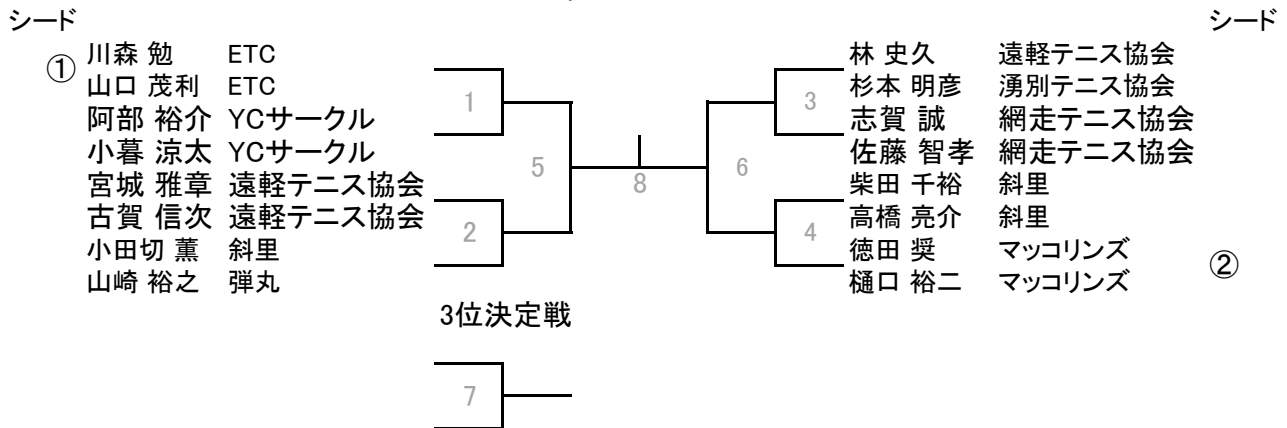 シード
シード
① 川森 勉 ETC
山口 茂利 ETC
阿部 裕介 YCサークル
小暮 涼太 YCサークル
宮城 雅章 遠軽テニス協会
古賀 信次 遠軽テニス協会
小田切 薫 斜里
山崎 裕之 弾丸
1
2
5
8
6
3
4
林 史久 遠軽テニス協会
杉本 明彦 湧別テニス協会
志賀 誠 網走テニス協会
佐藤 智孝 網走テニス協会
柴田 千裕 斜里
高橋 亮介 斜里
徳田 奨 マッコリンズ
樋口 裕二 マッコリンズ
②
3位決定戦
7